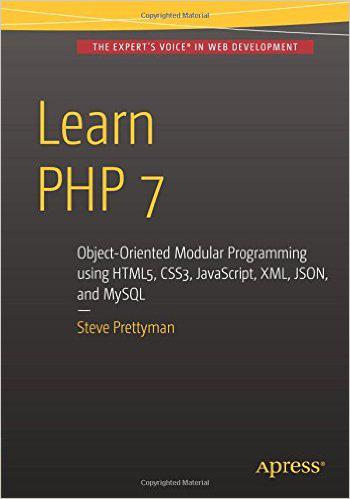 Copyrighted Material
THE EXPERT'S VOICE® IN WEB DEVELOPMENT
Learn
PHP 7
Object-Oriented Modular Programming
using HTML5, CSS3, JavaScript, XML, JSON,
and MySQL
—
Steve Prettyman
Apress®
Copyrighted Material